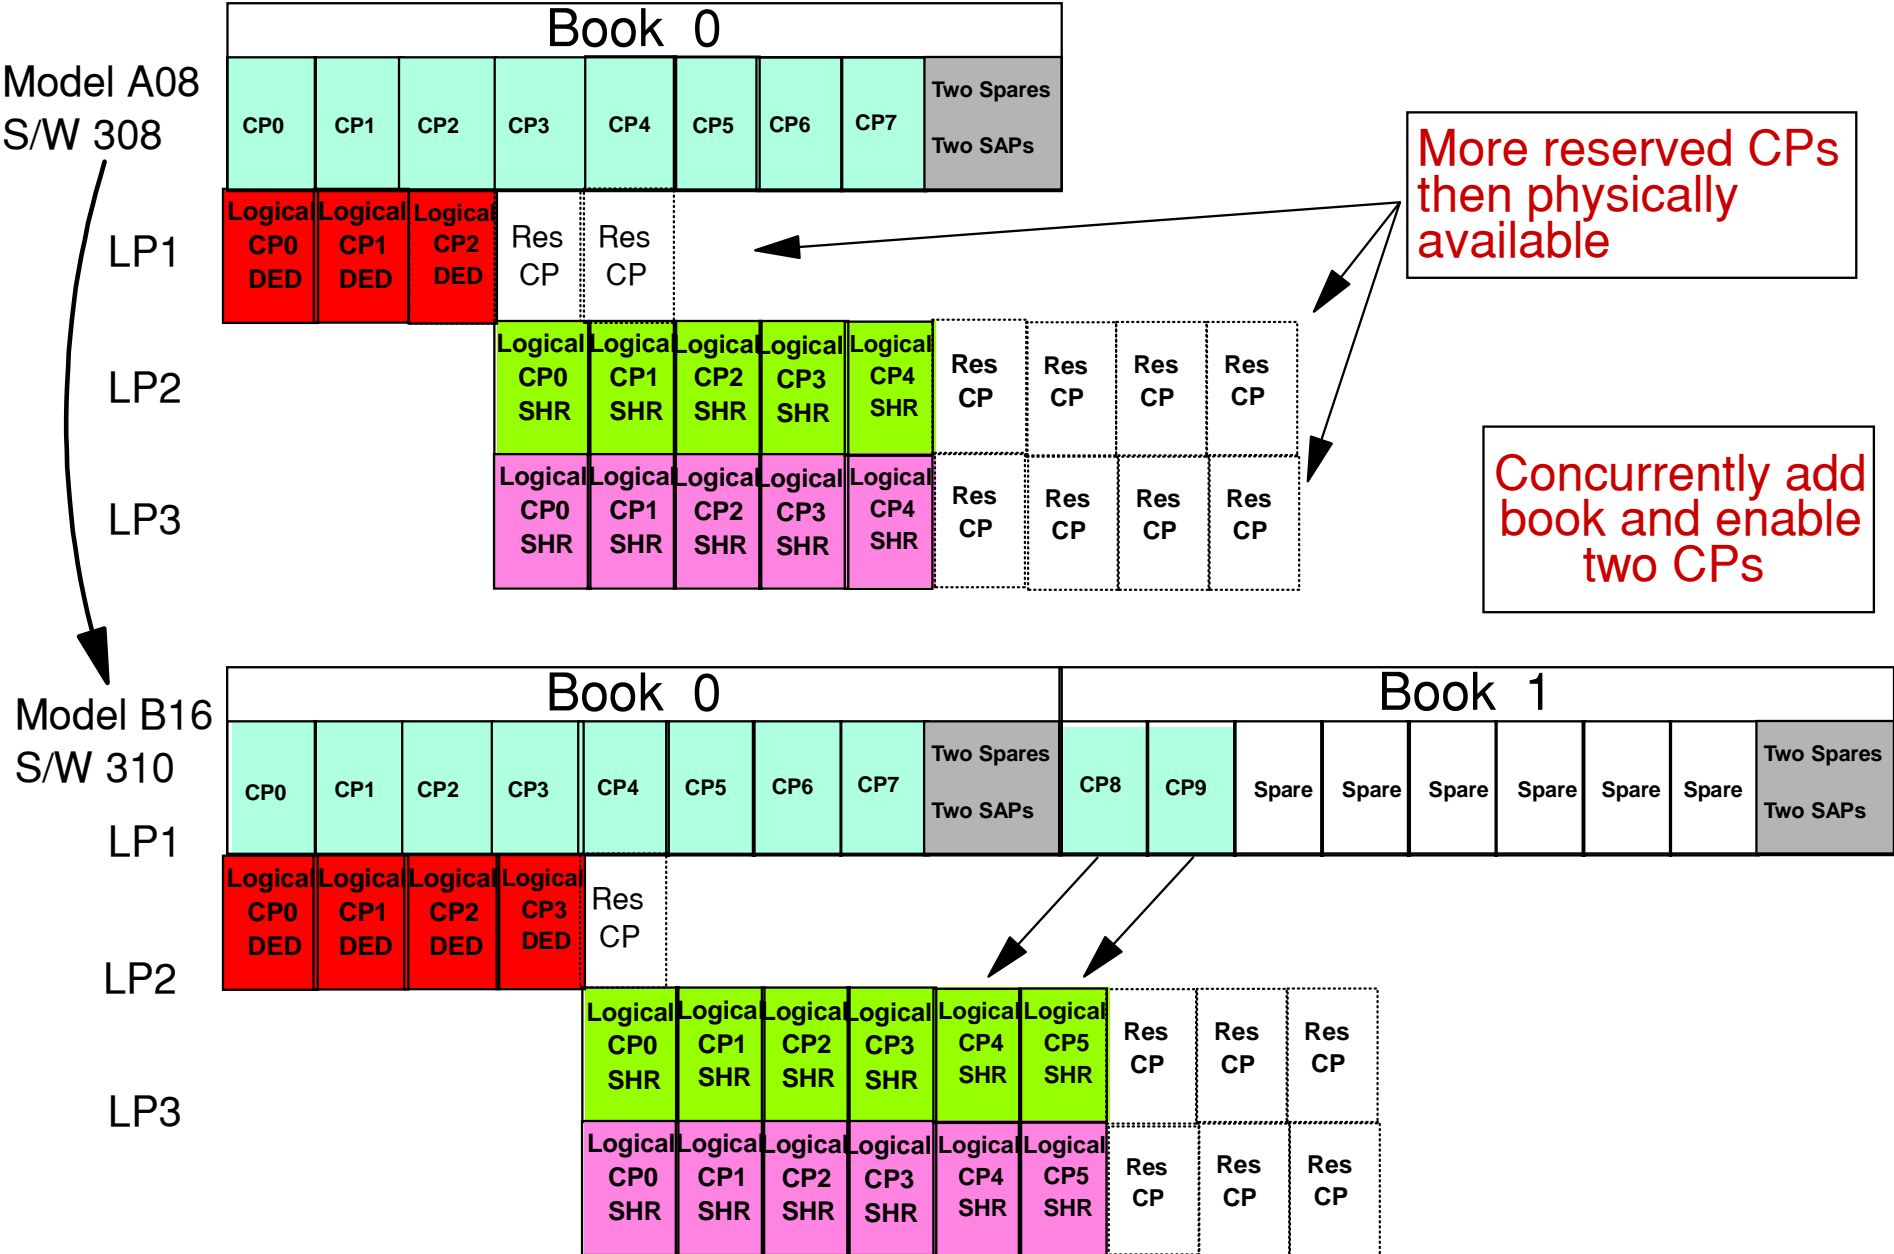 Book 0
Model A08
S/W 308
CP0 CP1 CP2 CP3 CP4 CP5 CP6 CP7
Two Spares
Two SAPs
More reserved CPs
then physically
available
LP1
Logical Logical Logical
CP0 CP1 CP2
DED DED DED
Res Res
CP CP
LP2
Logical Logical Logical Logical Logical
CP0 CP1 CP2 CP3 CP4
SHR SHR SHR SHR SHR
Res Res Res Res
CP CP CP CP
LP3
Logical Logical Logical Logical Logical
CP0 CP1 CP2 CP3 CP4
SHR SHR SHR SHR SHR
Res Res Res Res
CP CP CP CP
Concurrently add
book and enable
two CPs
Book 0 Book 1
Model B16
S/W 310
CP0 CP1 CP2 CP3 CP4 CP5 CP6 CP7
Two Spares
Two SAPs
CP8 CP9 Spare Spare Spare Spare Spare Spare
Two Spares
Two SAPs
LP1
Logical Logical Logical Logical
CP0 CP1 CP2 CP3
DED DED DED DED
Res
CP
LP2
Logical Logical Logical Logical Logical Logical
CP0 CP1 CP2 CP3 CP4 CP5
SHR SHR SHR SHR SHR SHR
Res Res Res
CP CP CP
LP3
Logical Logical Logical Logical Logical Logical
CP0 CP1 CP2 CP3 CP4 CP5
SHR SHR SHR SHR SHR SHR
Res Res Res
CP CP CP